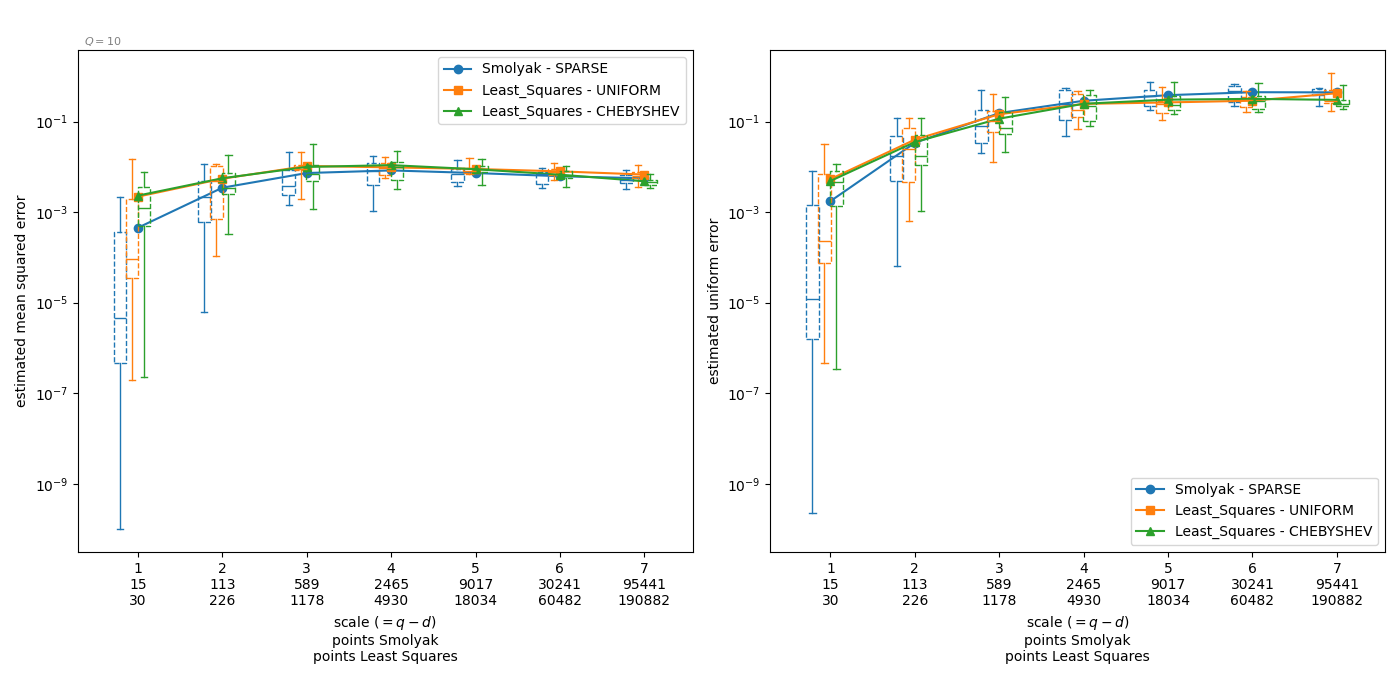 Q = 10
estimated mean squared error
10⁻¹
10⁻³
10⁻⁵
10⁻⁷
10⁻⁹
Smolyak - SPARSE
Least_Squares - UNIFORM
Least_Squares - CHEBYSHEV
1 2 3 4 5 6 7
15 113 589 2465 9017 30241 95441
30 226 1178 4930 18034 60482 190882
scale (= q − d)
points Smolyak
points Least Squares
estimated uniform error
10⁻¹
10⁻³
10⁻⁵
10⁻⁷
10⁻⁹
Smolyak - SPARSE
Least_Squares - UNIFORM
Least_Squares - CHEBYSHEV
1 2 3 4 5 6 7
15 113 589 2465 9017 30241 95441
30 226 1178 4930 18034 60482 190882
scale (= q − d)
points Smolyak
points Least Squares